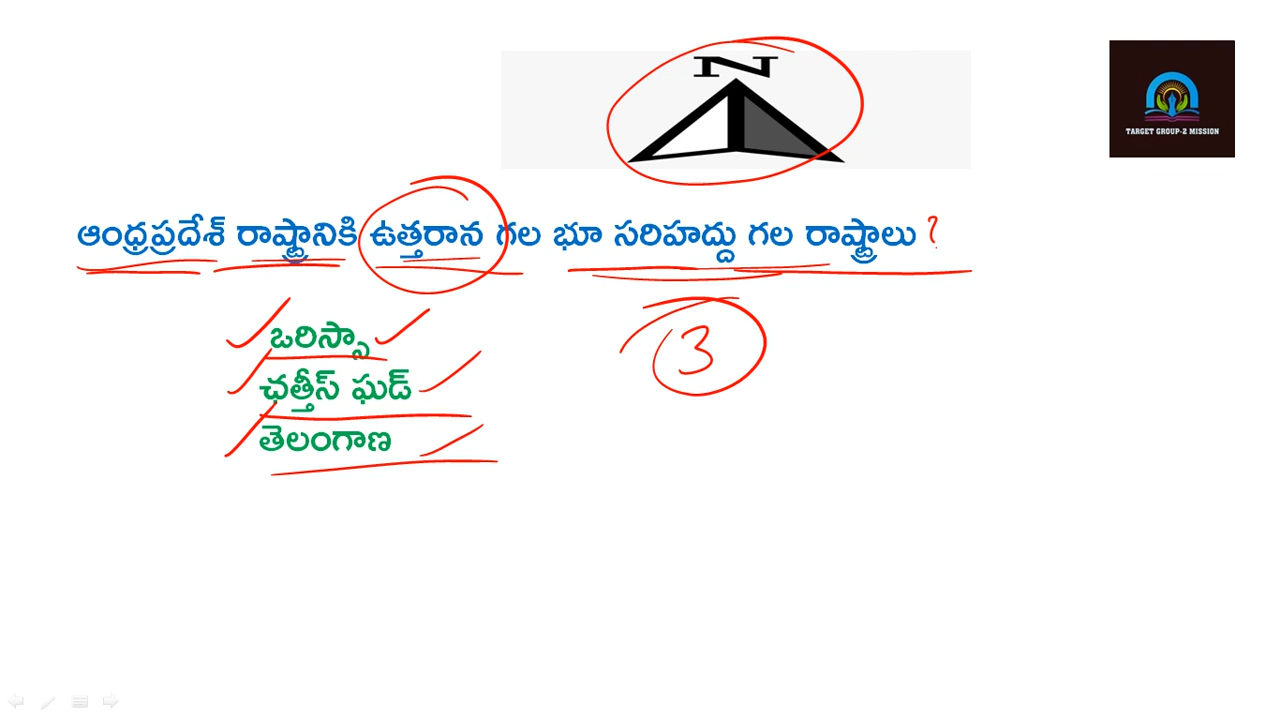 N
TARGET GROUP-2 MISSION
ఆంధ్రప్రదేశ్ రాష్ట్రానికి ఉత్తరాన గల భూ సరిహద్దు గల రాష్ట్రాలు ?
ఒరిస్సా
ఛత్తీస్ ఘడ్
తెలంగాణ
3